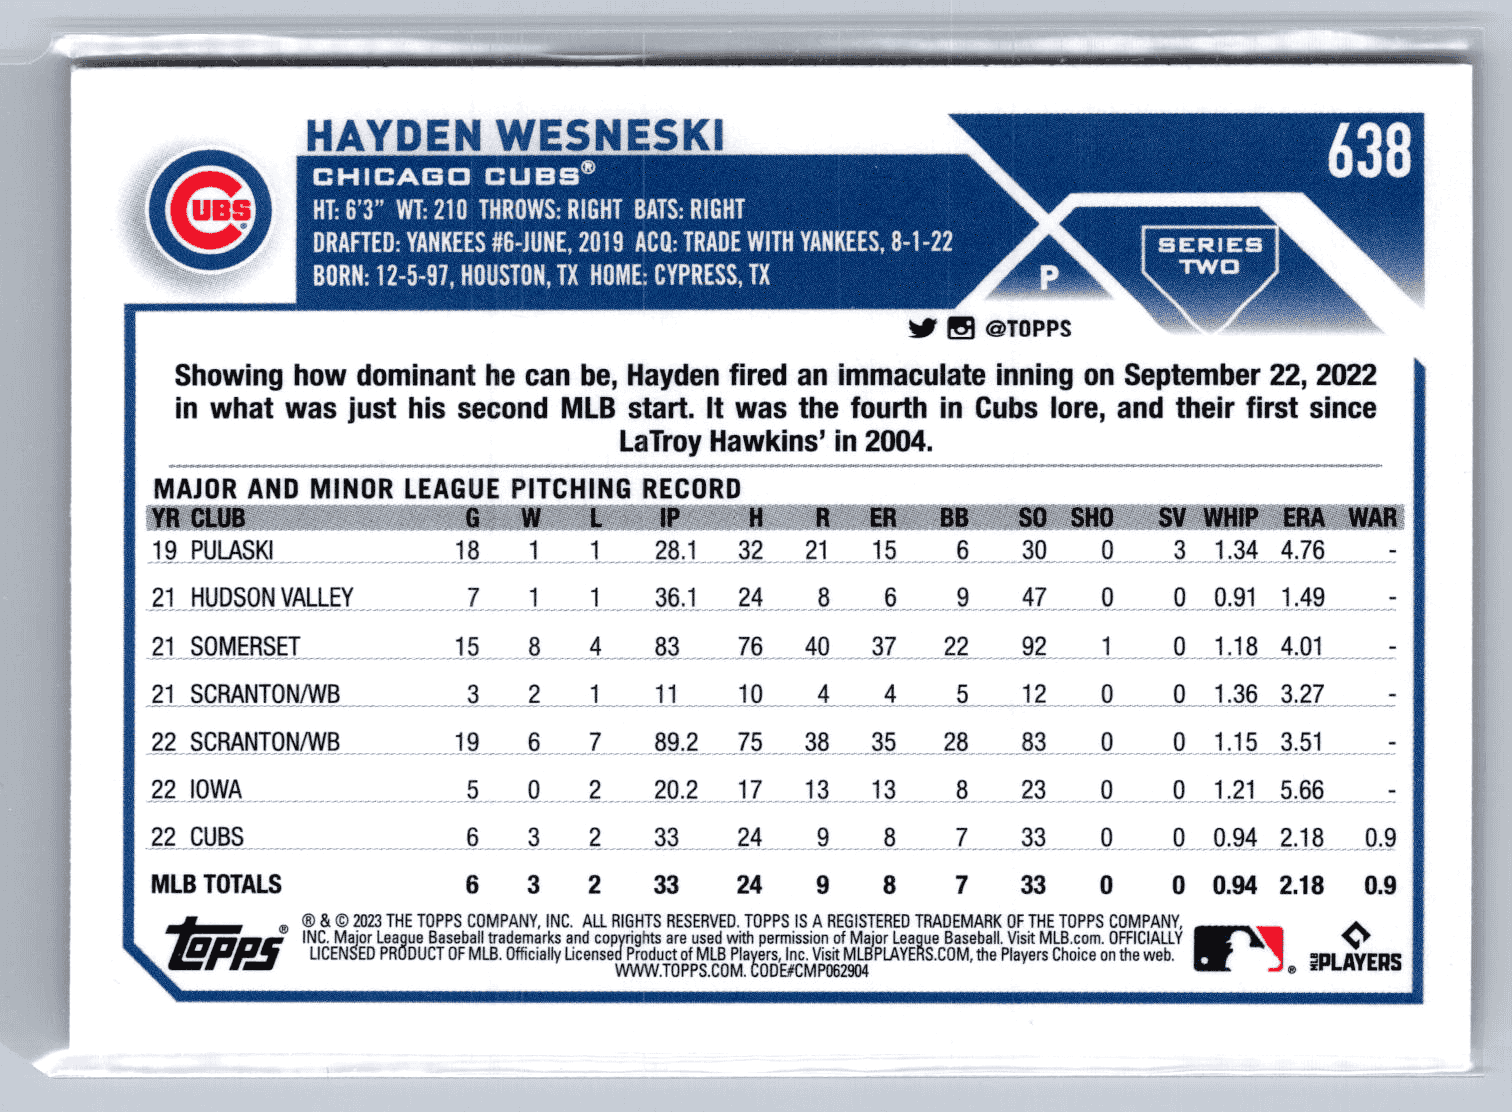 HAYDEN WESNESKI
638
CUBS
CHICAGO CUBS®
HT: 6'3" WT: 210 THROWS: RIGHT BATS: RIGHT
DRAFTED: YANKEES #6-JUNE, 2019 ACQ: TRADE WITH YANKEES, 8-1-22
BORN: 12-5-97, HOUSTON, TX HOME: CYPRESS, TX
P
SERIES
TWO
@TOPPS
Showing how dominant he can be, Hayden fired an immaculate inning on September 22, 2022
in what was just his second MLB start. It was the fourth in Cubs lore, and their first since
LaTroy Hawkins' in 2004.
MAJOR AND MINOR LEAGUE PITCHING RECORD
YR CLUB G W L IP H R ER BB SO SHO SV WHIP ERA WAR
19 PULASKI 18 1 1 28.1 32 21 15 6 30 0 3 1.34 4.76 -
21 HUDSON VALLEY 7 1 1 36.1 24 8 6 9 47 0 0 0.91 1.49 -
21 SOMERSET 15 8 4 83 76 40 37 22 92 1 0 1.18 4.01 -
21 SCRANTON/WB 3 2 1 11 10 4 4 5 12 0 0 1.36 3.27 -
22 SCRANTON/WB 19 6 7 89.2 75 38 35 28 83 0 0 1.15 3.51 -
22 IOWA 5 0 2 20.2 17 13 13 8 23 0 0 1.21 5.66 -
22 CUBS 6 3 2 33 24 9 8 7 33 0 0 0.94 2.18 0.9
MLB TOTALS 6 3 2 33 24 9 8 7 33 0 0 0.94 2.18 0.9
topps®
® & © 2023 THE TOPPS COMPANY, INC. ALL RIGHTS RESERVED. TOPPS IS A REGISTERED TRADEMARK OF THE TOPPS COMPANY,
INC. Major League Baseball trademarks and copyrights are used with permission of Major League Baseball. Visit MLB.com. OFFICIALLY
LICENSED PRODUCT OF MLB. Officially Licensed Product of MLB Players, Inc. Visit MLBPLAYERS.COM, the Players Choice on the web.
WWW.TOPPS.COM. CODE#CMP062904
®
MLB PLAYERS